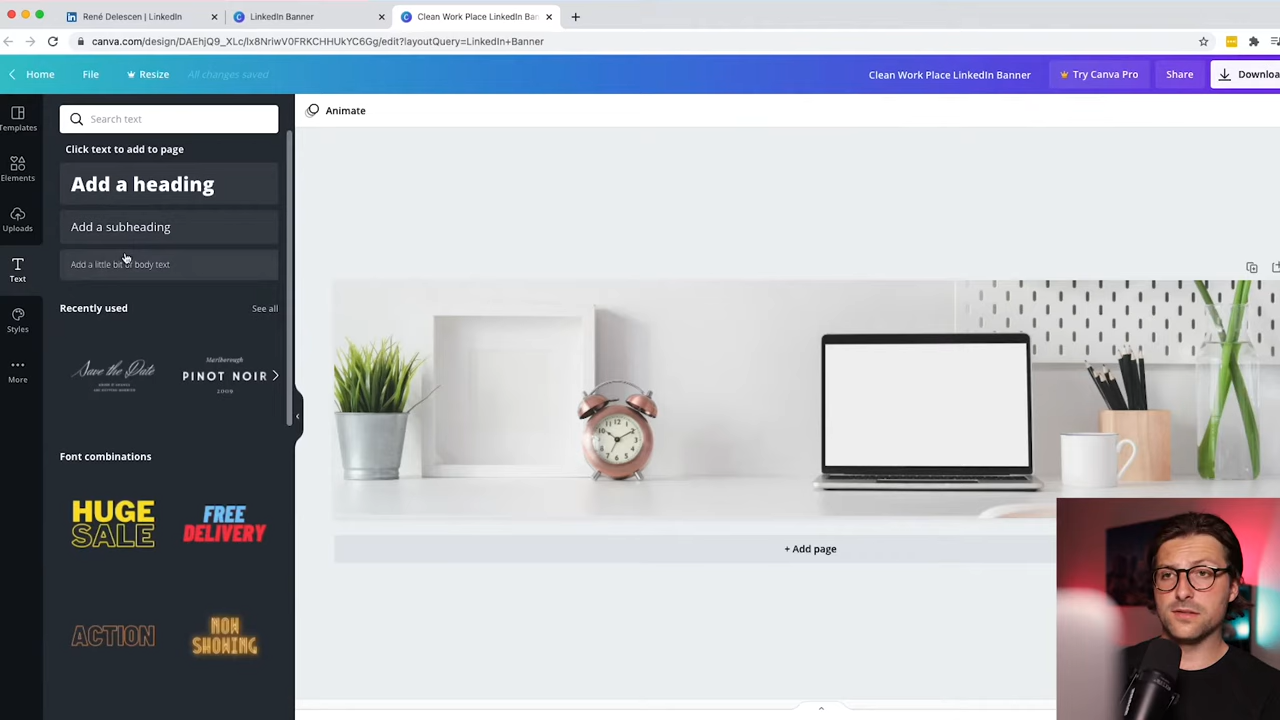 René Delescen | LinkedIn
LinkedIn Banner
Clean Work Place LinkedIn Ban
canva.com/design/DAEhjQ9_XLc/lx8NriwV0FRKCHHUkYC6Gg/edit?layoutQuery=LinkedIn+Banner
Home
File
Resize
All changes saved
Clean Work Place LinkedIn Banner
Try Canva Pro
Share
Downloa
Templates
Elements
Uploads
Text
Styles
More
Search text
Click text to add to page
Add a heading
Add a subheading
Add a little bit of body text
Recently used
See all
Save the Date
Marlborough
PINOT NOIR
2009
Font combinations
HUGE
SALE
FREE
DELIVERY
ACTION
NOW
SHOWING
Animate
+ Add page